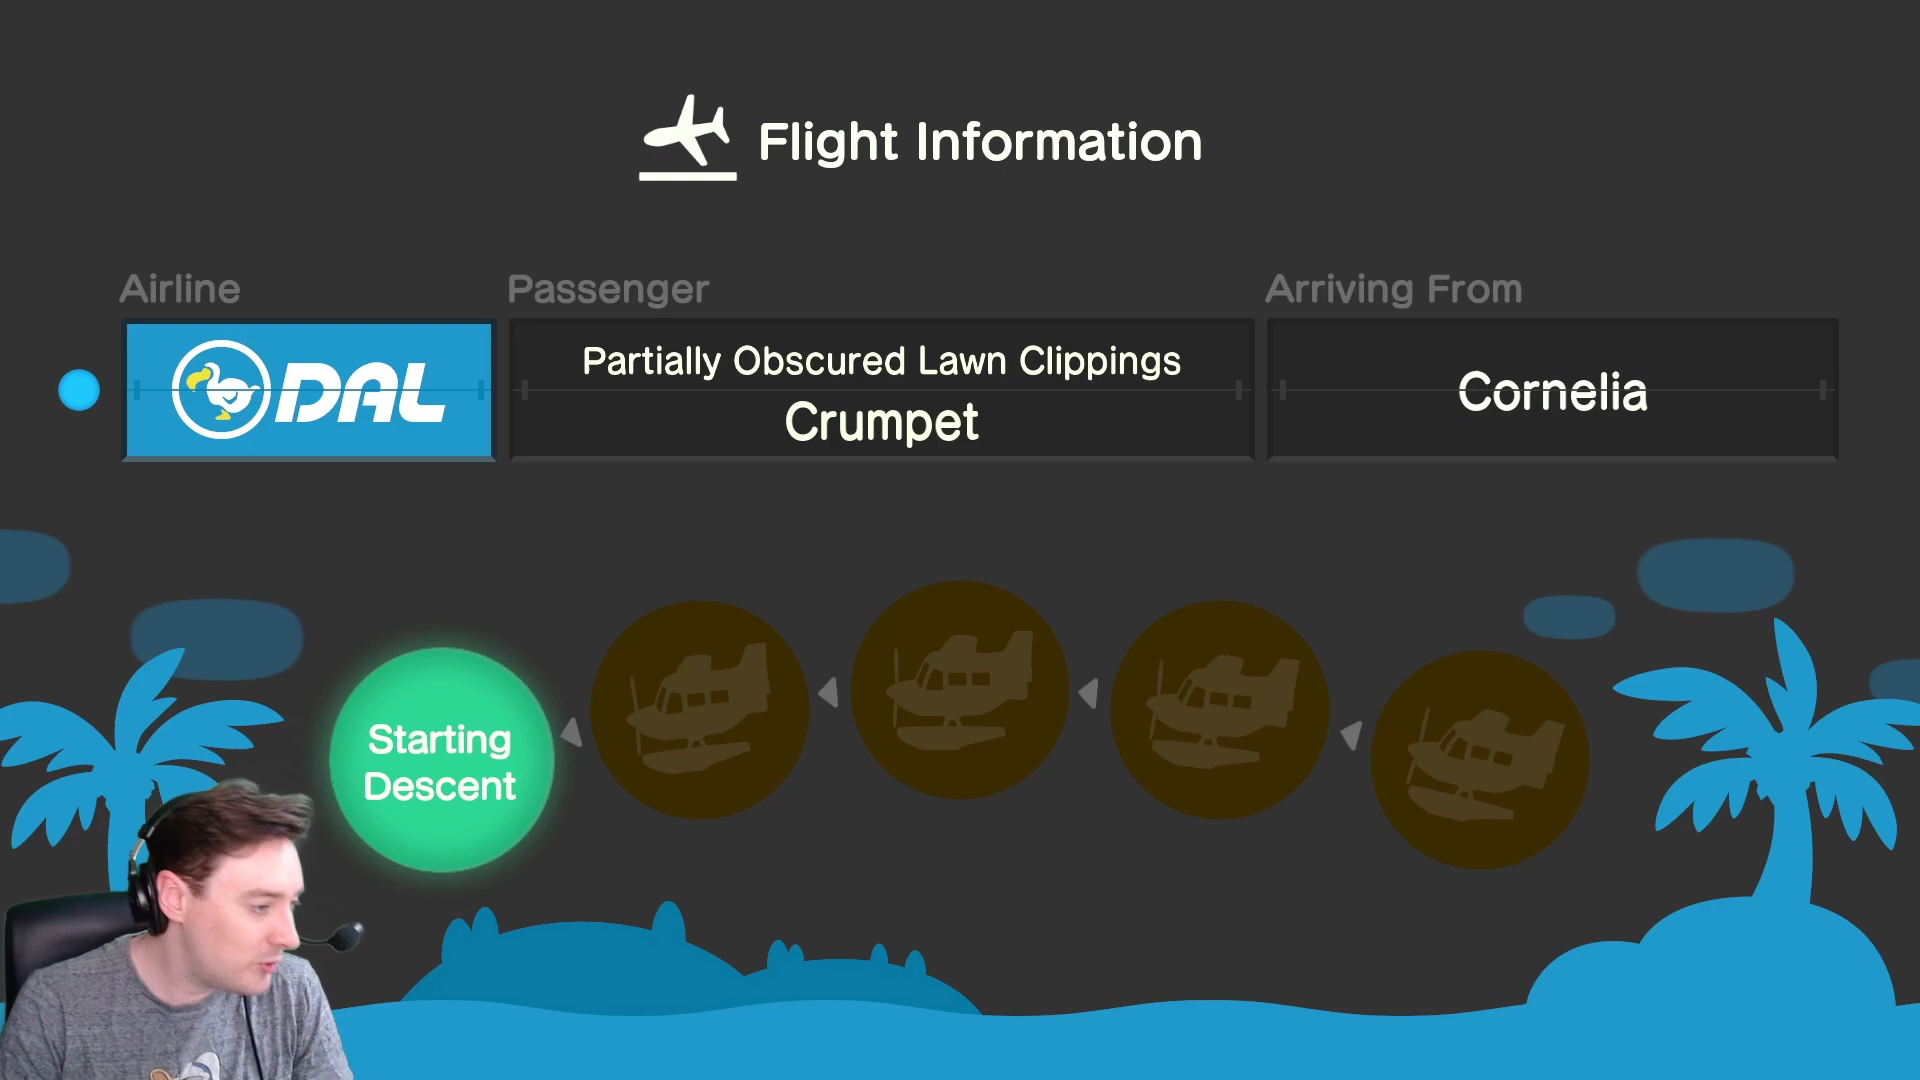 Flight Information
Airline
Passenger
Arriving From
DAL
Partially Obscured Lawn Clippings
Crumpet
Cornelia
Starting
Descent